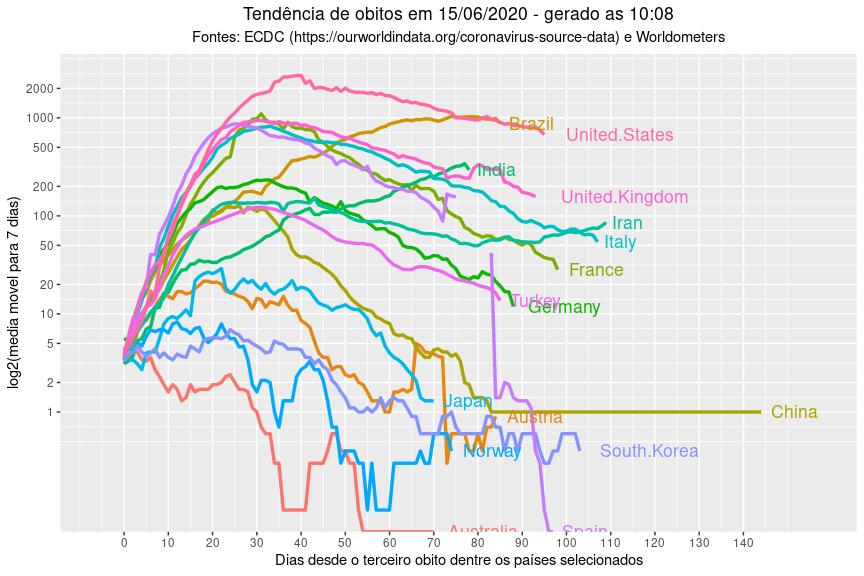 Tendência de obitos em 15/06/2020 - gerado as 10:08
Fontes: ECDC (https://ourworldindata.org/coronavirus-source-data) e Worldometers
log2(media movel para 7 dias)
2000
1000
500
200
100
50
20
10
5
2
1
Brazil
United.States
India
United.Kingdom
Iran
Italy
France
Turkey
Germany
Japan
Austria
China
Norway
South.Korea
Australia
Spain
0 10 20 30 40 50 60 70 80 90 100 110 120 130 140
Dias desde o terceiro obito dentre os países selecionados